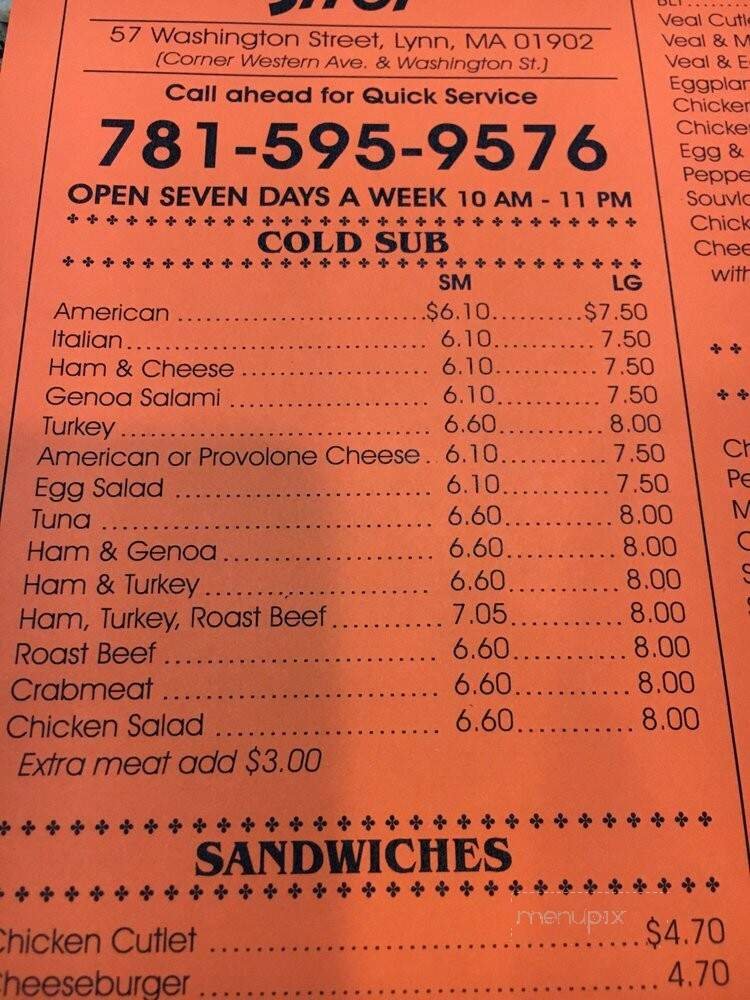 57 Washington Street, Lynn, MA 01902
(Corner Western Ave. & Washington St.)
Call ahead for Quick Service
781-595-9576
OPEN SEVEN DAYS A WEEK 10 AM - 11 PM
COLD SUB
SM LG
American ............................$6.10..........$7.50
Italian................................. 6.10........... 7.50
Ham & Cheese .................... 6.10........... 7.50
Genoa Salami ..................... 6.10........... 7.50
Turkey................................. 6.60........... 8.00
American or Provolone Cheese.. 6.10........... 7.50
Egg Salad .......................... 6.10........... 7.50
Tuna .................................. 6.60........... 8.00
Ham & Genoa..................... 6.60........... 8.00
Ham & Turkey...................... 6.60........... 8.00
Ham, Turkey, Roast Beef........... 7.05........... 8.00
Roast Beef .......................... 6.60........... 8.00
Crabmeat .......................... 6.60........... 8.00
Chicken Salad ..................... 6.60........... 8.00
Extra meat add $3.00
SANDWICHES
Chicken Cutlet ..........................................$4.70
Cheeseburger .......................................... 4.70
menupix
Veal & M
Veal & E
Egg &
with